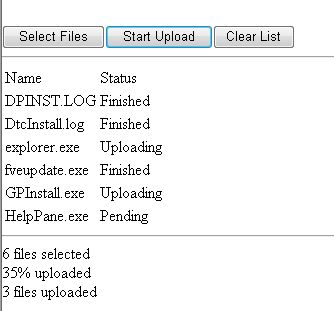 Select Files Start Upload Clear List
Name Status
DPINST.LOG Finished
DtcInstall.log Finished
explorer.exe Uploading
fveupdate.exe Finished
GPInstall.exe Uploading
HelpPane.exe Pending
6 files selected
35% uploaded
3 files uploaded